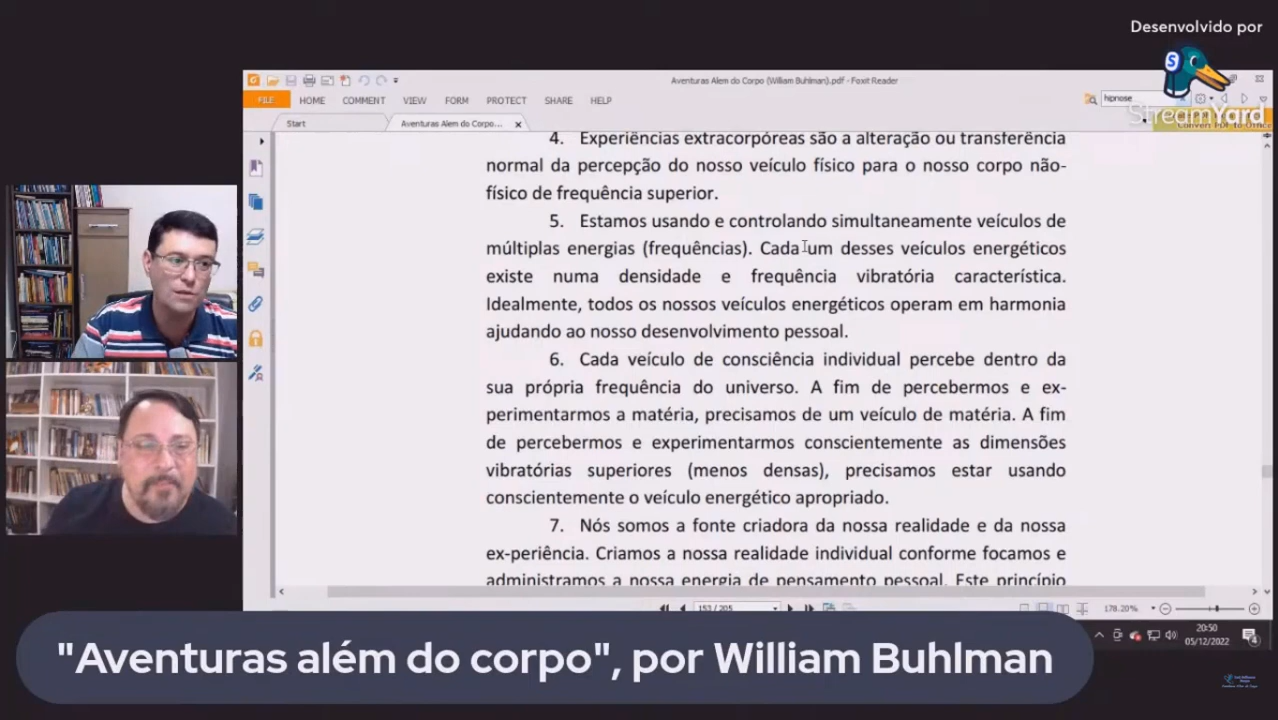 Desenvolvido por
StreamYard
Aventuras Alem do Corpo (William Buhlman).pdf - Foxit Reader
FILE HOME COMMENT VIEW FORM PROTECT SHARE HELP
hipnose
Convert PDF to Office
Start Aventuras Alem do Corpo...
4. Experiências extracorpóreas são a alteração ou transferência
normal da percepção do nosso veículo físico para o nosso corpo não-
físico de frequência superior.
5. Estamos usando e controlando simultaneamente veículos de
múltiplas energias (frequências). Cada um desses veículos energéticos
existe numa densidade e frequência vibratória característica.
Idealmente, todos os nossos veículos energéticos operam em harmonia
ajudando ao nosso desenvolvimento pessoal.
6. Cada veículo de consciência individual percebe dentro da
sua própria frequência do universo. A fim de percebermos e ex-
perimentarmos a matéria, precisamos de um veículo de matéria. A fim
de percebermos e experimentarmos conscientemente as dimensões
vibratórias superiores (menos densas), precisamos estar usando
conscientemente o veículo energético apropriado.
7. Nós somos a fonte criadora da nossa realidade e da nossa
ex-periência. Criamos a nossa realidade individual conforme focamos e
administramos a nossa energia de pensamento pessoal. Este princípio
153 / 205
178.20%
20:50
05/12/2022
"Aventuras além do corpo", por William Buhlman